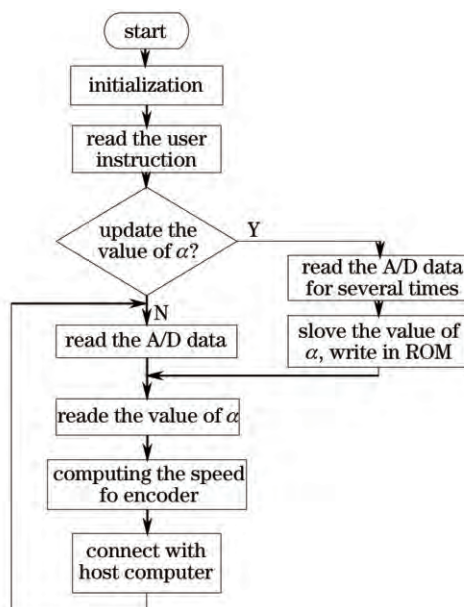 start
initialization
read the user
instruction
update the
value of α?
Y
read the A/D data
for several times
N
read the A/D data
slove the value of
α, write in ROM
reade the value of α
computing the speed
fo encoder
connect with
host computer